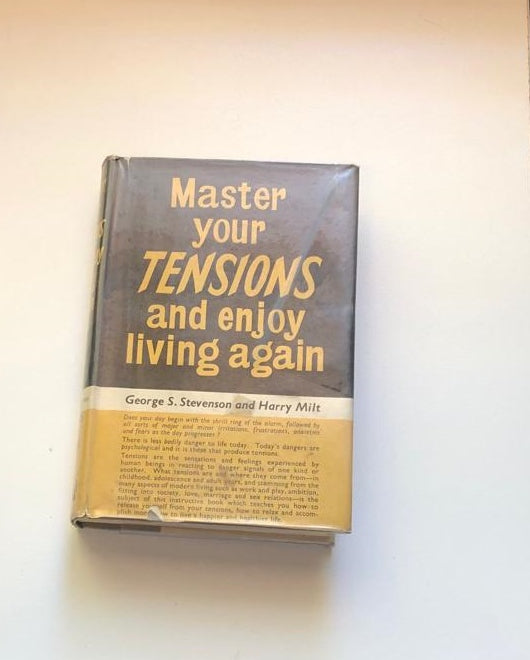 Master
your
TENSIONS
and enjoy
living again
George S. Stevenson and Harry Milt
Does your day begin with the shrill ring of the alarm, followed by
all sorts of major and minor irritations, frustrations, anxieties
and fears as the day progresses?
There is less bodily danger to life today. Today's dangers are
psychological and it is these that produce tensions.
Tensions are the sensations and feelings experienced by
human beings in reacting to danger signals of one kind or
another. What tensions are and where they come from—in
childhood, adolescence and adult years, and stemming from the
many aspects of modern living such as work and play, ambition,
fitting into society, love, marriage and sex relations—is the
subject of this instructive book which teaches you how to
release yourself from your tensions, how to relax and accom-
plish more, how to live a happier and healthier life.